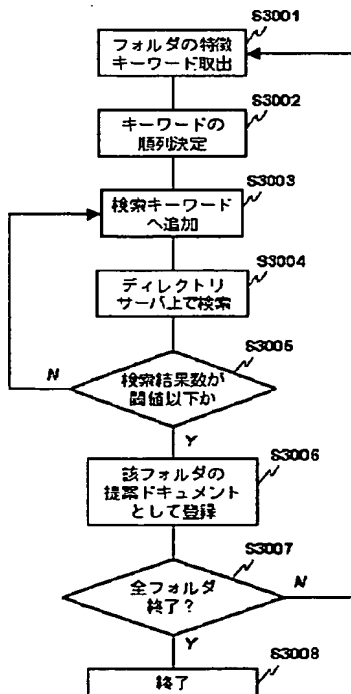 S3001
フォルダの特徴
キーワード取出
S3002
キーワードの
順列決定
S3003
検索キーワード
へ追加
S3004
ディレクトリ
サーバ上で検索
S3005
検索結果数が
閾値以下か
N
Y
S3006
該フォルダの
提案ドキュメント
として登録
S3007
全フォルダ
終了?
N
Y
S3008
終了